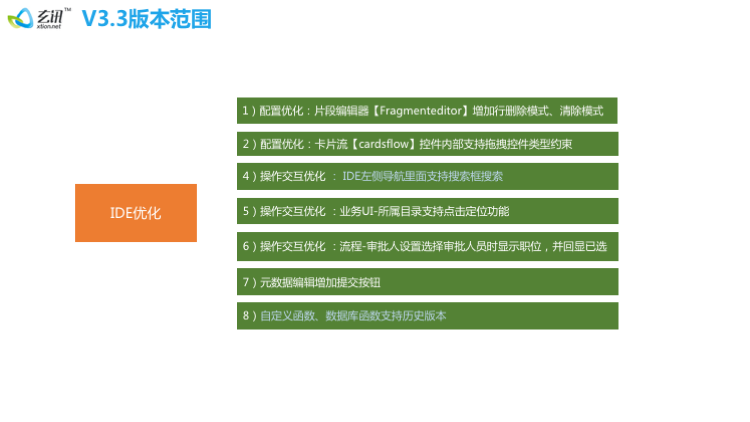 玄讯™
xtion.net
V3.3版本范围
1）配置优化：片段编辑器【Fragmenteditor】增加行删除模式、清除模式
2）配置优化：卡片流【cardsflow】控件内部支持拖拽控件类型约束
4）操作交互优化 ： IDE左侧导航里面支持搜索框搜索
IDE优化
5）操作交互优化 ：业务UI-所属目录支持点击定位功能
6）操作交互优化 ：流程-审批人设置选择审批人员时显示职位，并回显已选
7）元数据编辑增加提交按钮
8）自定义函数、数据库函数支持历史版本